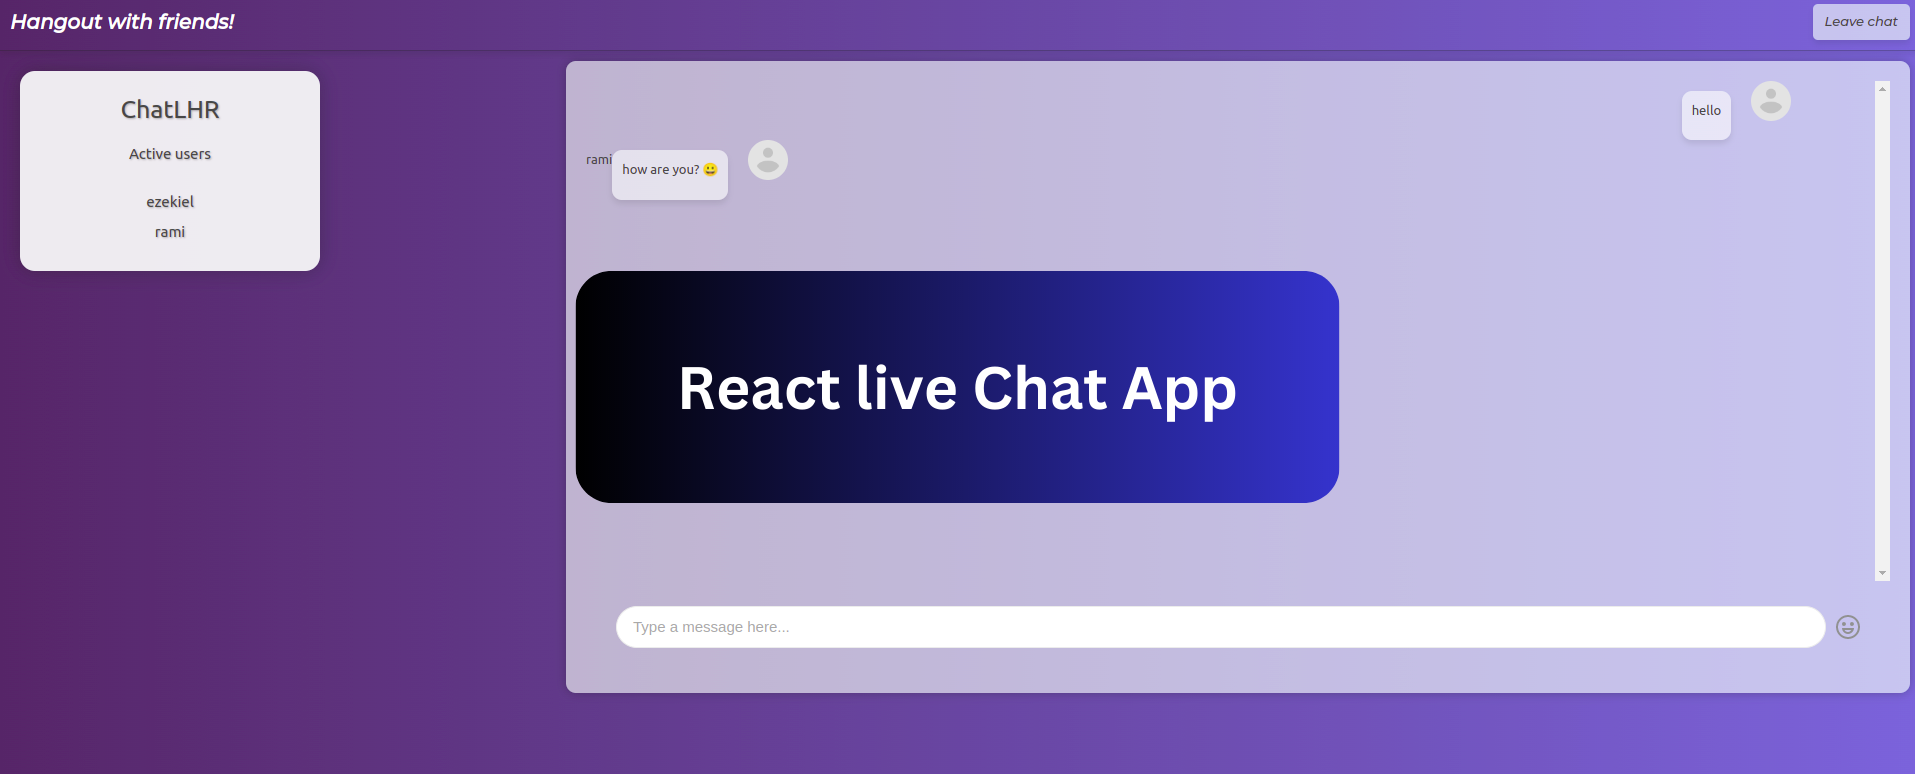 Hangout with friends!
Leave chat
ChatLHR
Active users
ezekiel
rami
hello
rami
how are you? 😀
React live Chat App
Type a message here...